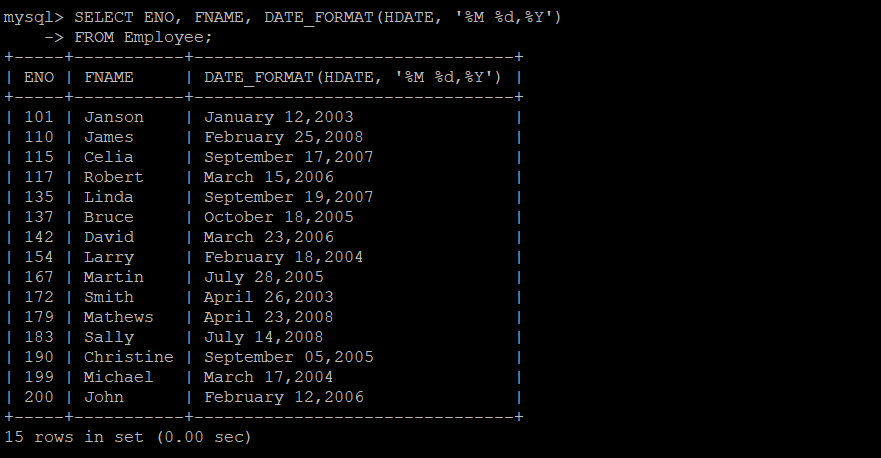 mysql> SELECT ENO, FNAME, DATE_FORMAT(HDATE, '%M %d,%Y')
    -> FROM Employee;
+-----+-----------+--------------------------------+
| ENO | FNAME     | DATE_FORMAT(HDATE, '%M %d,%Y') |
+-----+-----------+--------------------------------+
| 101 | Janson    | January 12,2003                |
| 110 | James     | February 25,2008               |
| 115 | Celia     | September 17,2007              |
| 117 | Robert    | March 15,2006                  |
| 135 | Linda     | September 19,2007              |
| 137 | Bruce     | October 18,2005                |
| 142 | David     | March 23,2006                  |
| 154 | Larry     | February 18,2004               |
| 167 | Martin    | July 28,2005                   |
| 172 | Smith     | April 26,2003                  |
| 179 | Mathews   | April 23,2008                  |
| 183 | Sally     | July 14,2008                   |
| 190 | Christine | September 05,2005              |
| 199 | Michael   | March 17,2004                  |
| 200 | John      | February 12,2006               |
+-----+-----------+--------------------------------+
15 rows in set (0.00 sec)